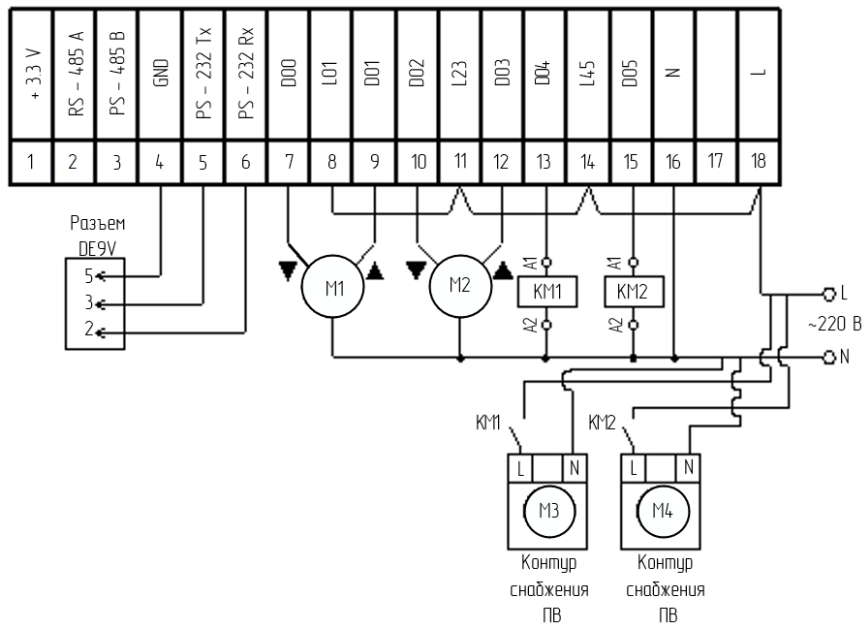 + 3.3 V
RS - 485 A
PS - 485 B
GND
PS - 232 Tx
PS - 232 Rx
DO0
L01
DO1
DO2
L23
DO3
DO4
L45
DO5
N
L
1 2 3 4 5 6 7 8 9 10 11 12 13 14 15 16 17 18
Разъем
DE9V
5
3
2
M1
M2
A1
KM1
A2
A1
KM2
A2
L
~220 В
N
KM1
L N
M3
Контур
снабжения
ПВ
KM2
L N
M4
Контур
снабжения
ПВ